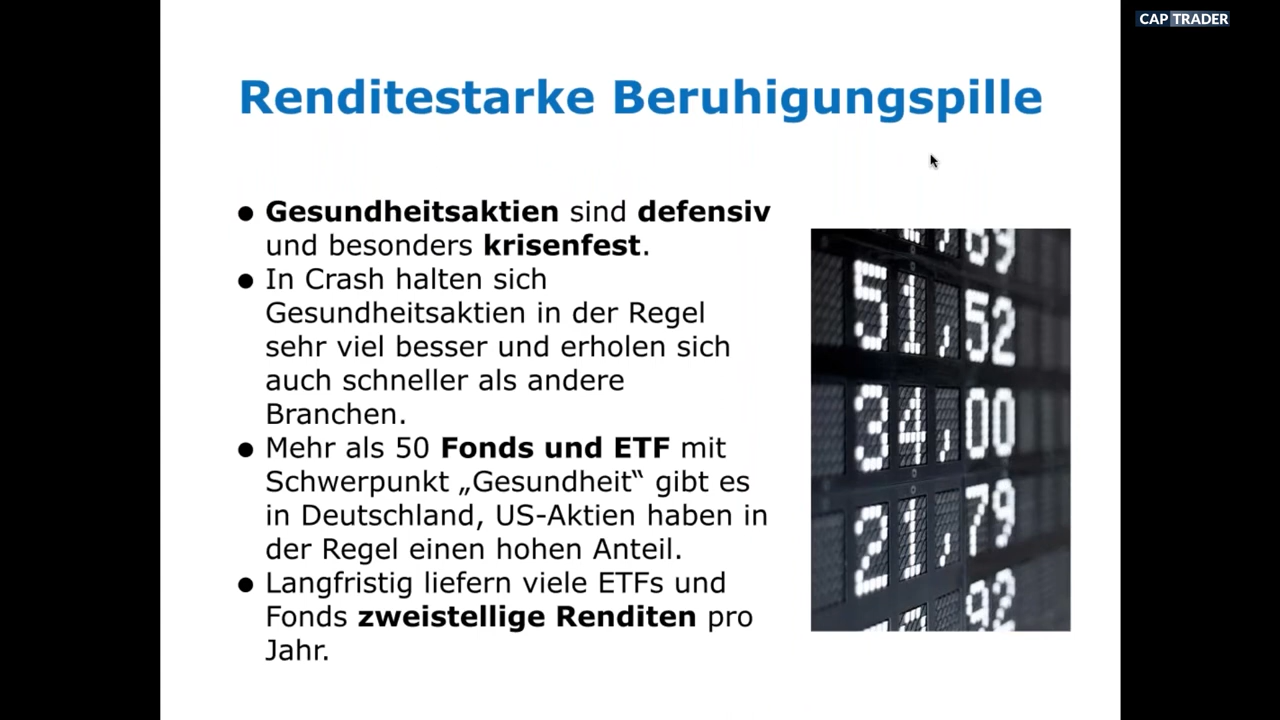 CAP TRADER
Renditestarke Beruhigungspille
● Gesundheitsaktien sind defensiv
und besonders krisenfest.
● In Crash halten sich
Gesundheitsaktien in der Regel
sehr viel besser und erholen sich
auch schneller als andere
Branchen.
● Mehr als 50 Fonds und ETF mit
Schwerpunkt „Gesundheit“ gibt es
in Deutschland, US-Aktien haben in
der Regel einen hohen Anteil.
● Langfristig liefern viele ETFs und
Fonds zweistellige Renditen pro
Jahr.
51,52
34,00
21,79